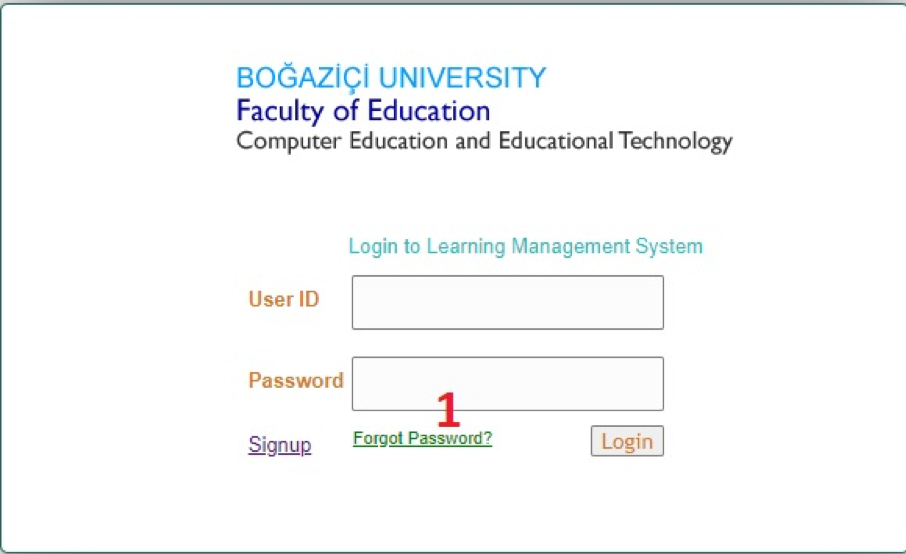 BOĞAZİÇİ UNIVERSITY
Faculty of Education
Computer Education and Educational Technology
Login to Learning Management System
User ID
Password
1
Signup Forgot Password? Login